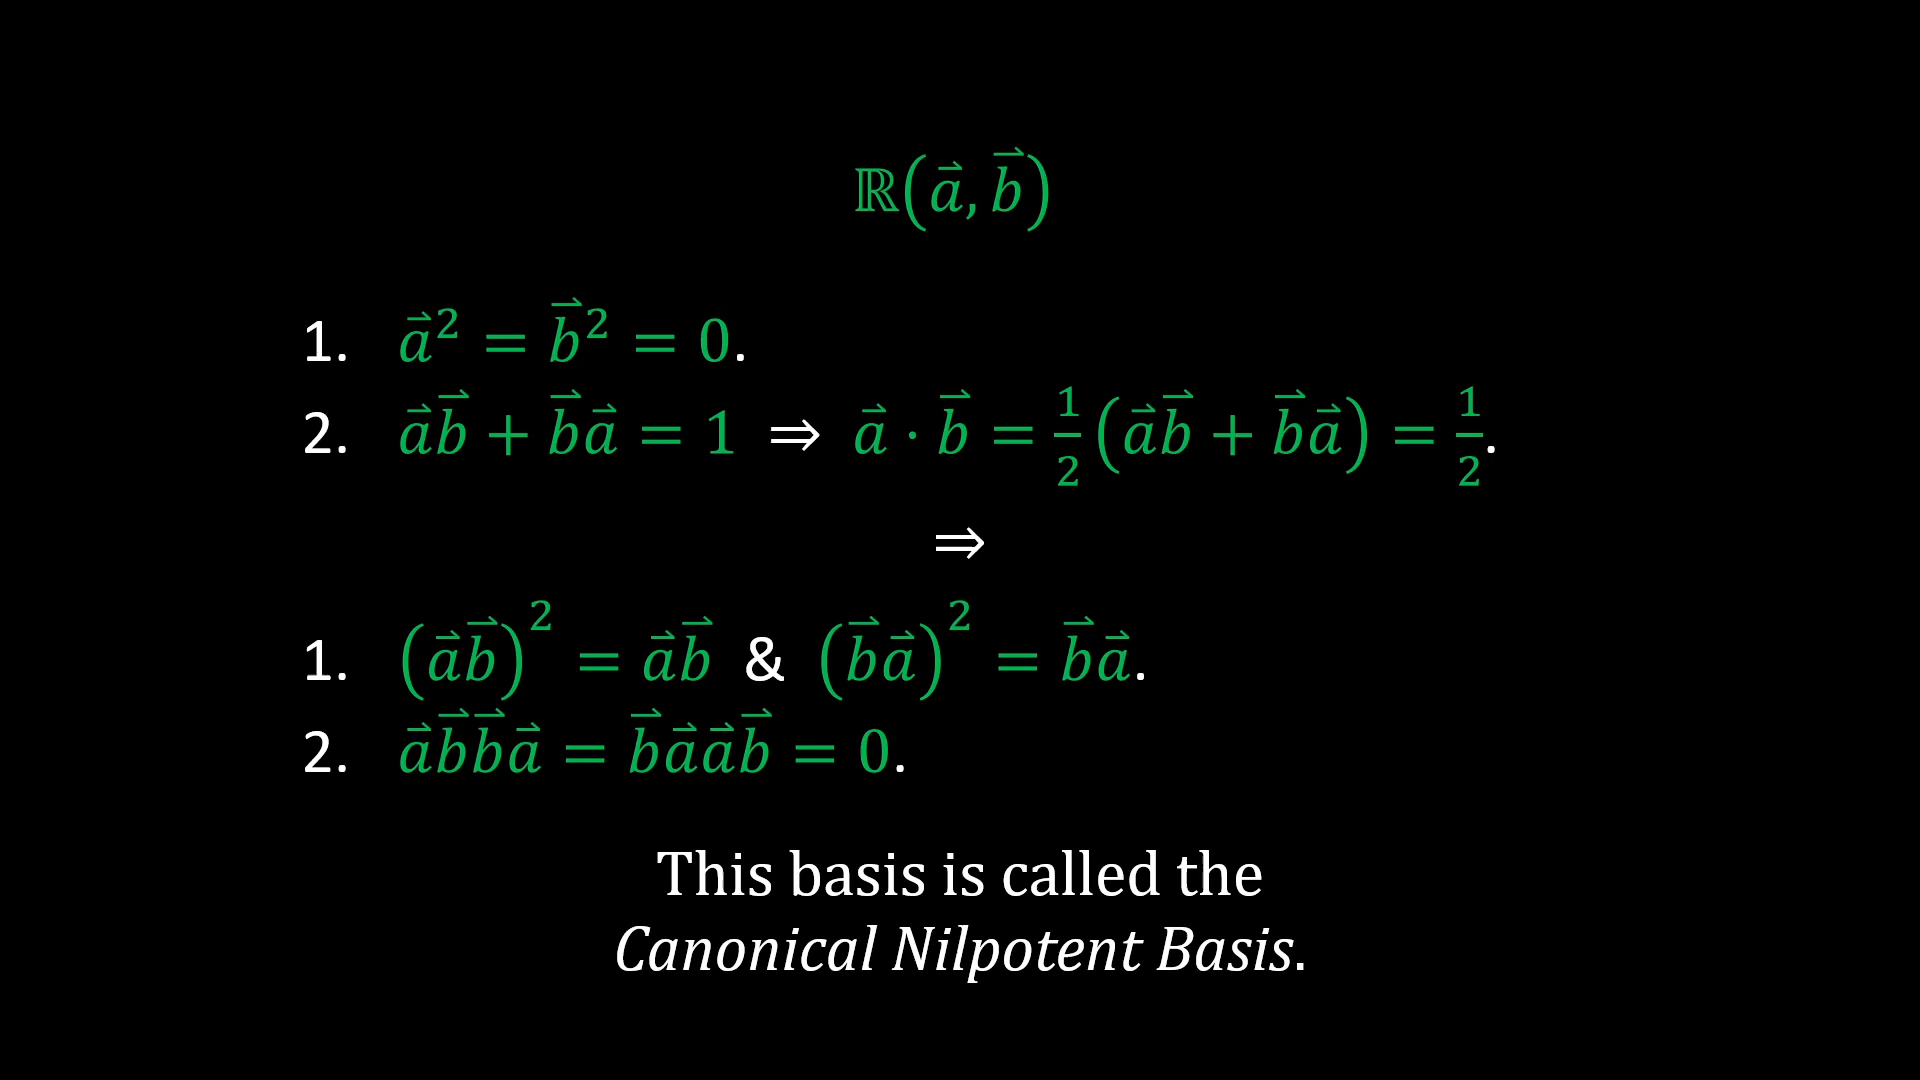 ℝ(a⃑, b⃑)
1. a⃑² = b⃑² = 0.
2. a⃑b⃑ + b⃑a⃑ = 1 ⇒ a⃑ · b⃑ = 1/2 (a⃑b⃑ + b⃑a⃑) = 1/2.
⇒
1. (a⃑b⃑)² = a⃑b⃑ & (b⃑a⃑)² = b⃑a⃑.
2. a⃑b⃑b⃑a⃑ = b⃑a⃑a⃑b⃑ = 0.
This basis is called the
Canonical Nilpotent Basis.